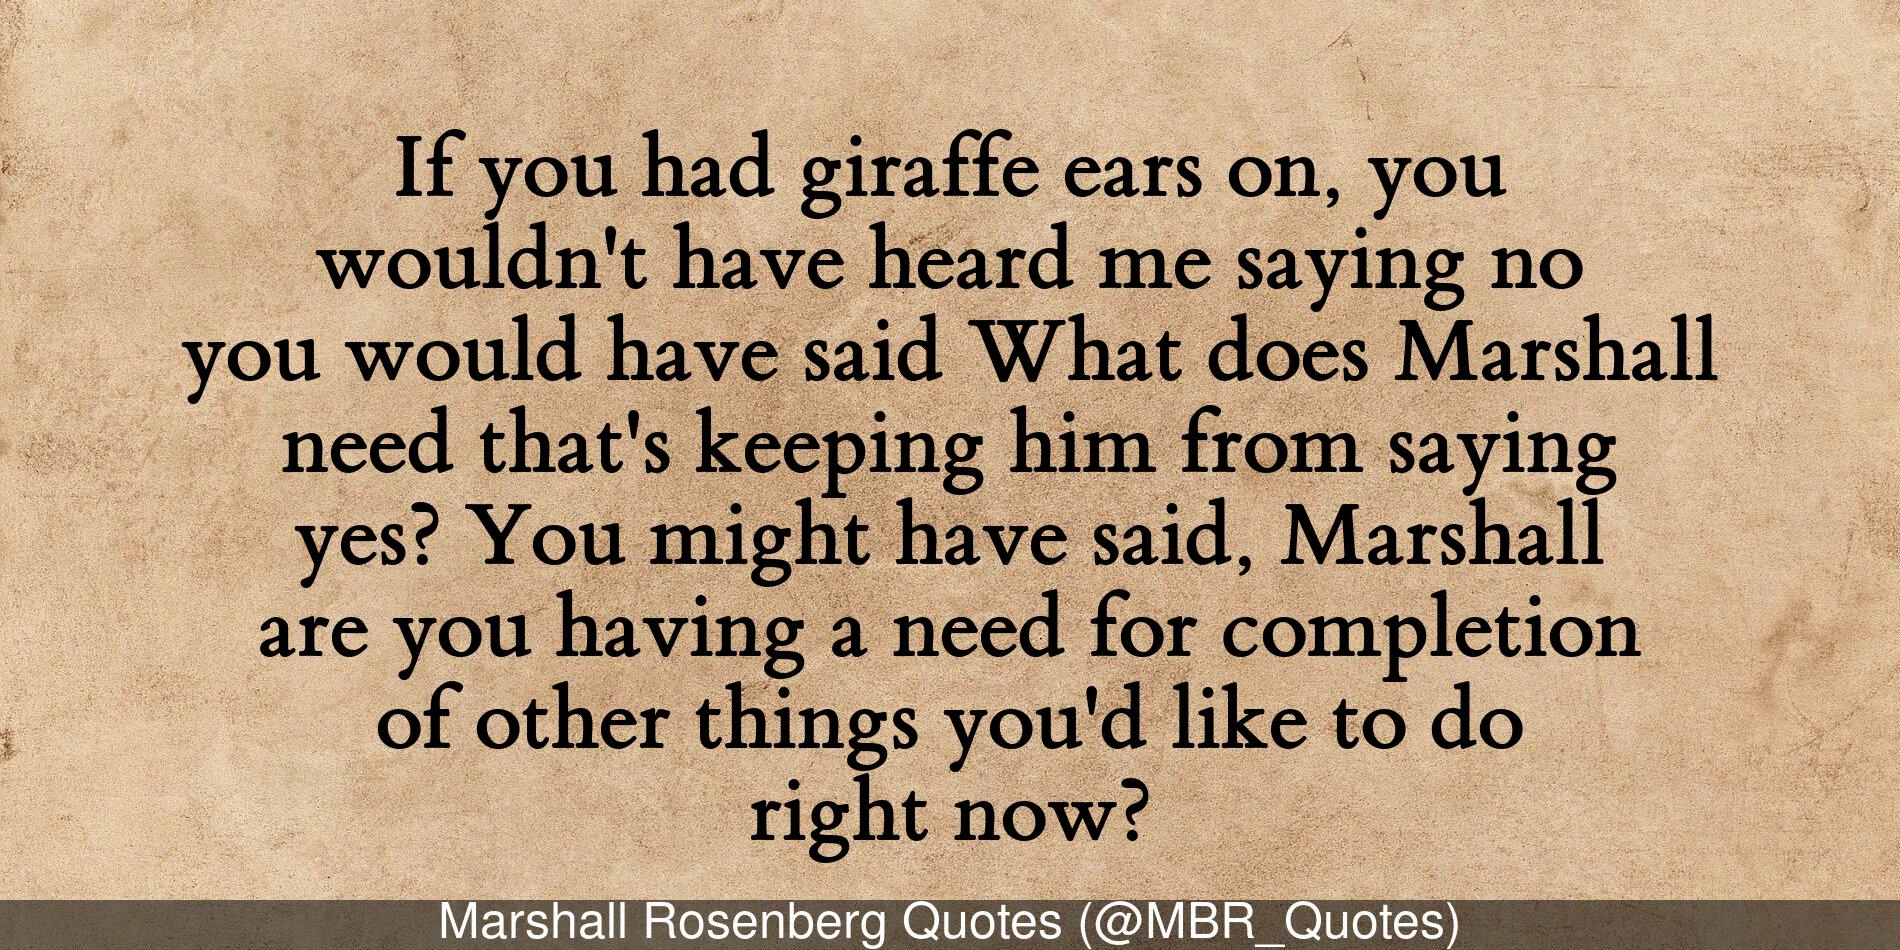 If you had giraffe ears on, you
wouldn't have heard me saying no
you would have said What does Marshall
need that's keeping him from saying
yes? You might have said, Marshall
are you having a need for completion
of other things you'd like to do
right now?
Marshall Rosenberg Quotes (@MBR_Quotes)